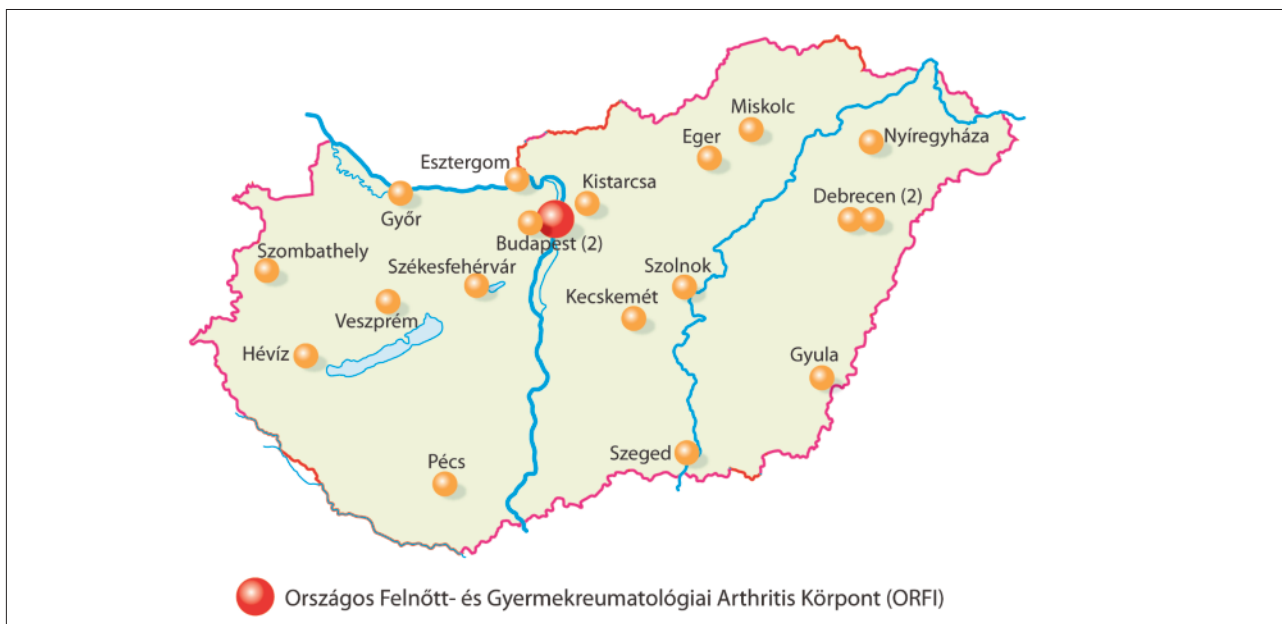 Miskolc
Eger
Nyíregyháza
Esztergom
Kistarcsa
Debrecen (2)
Győr
Budapest (2)
Szombathely
Székesfehérvár
Szolnok
Kecskemét
Veszprém
Hévíz
Gyula
Szeged
Pécs
Országos Felnőtt- és Gyermekreumatológiai Arthritis Körpont (ORFI)